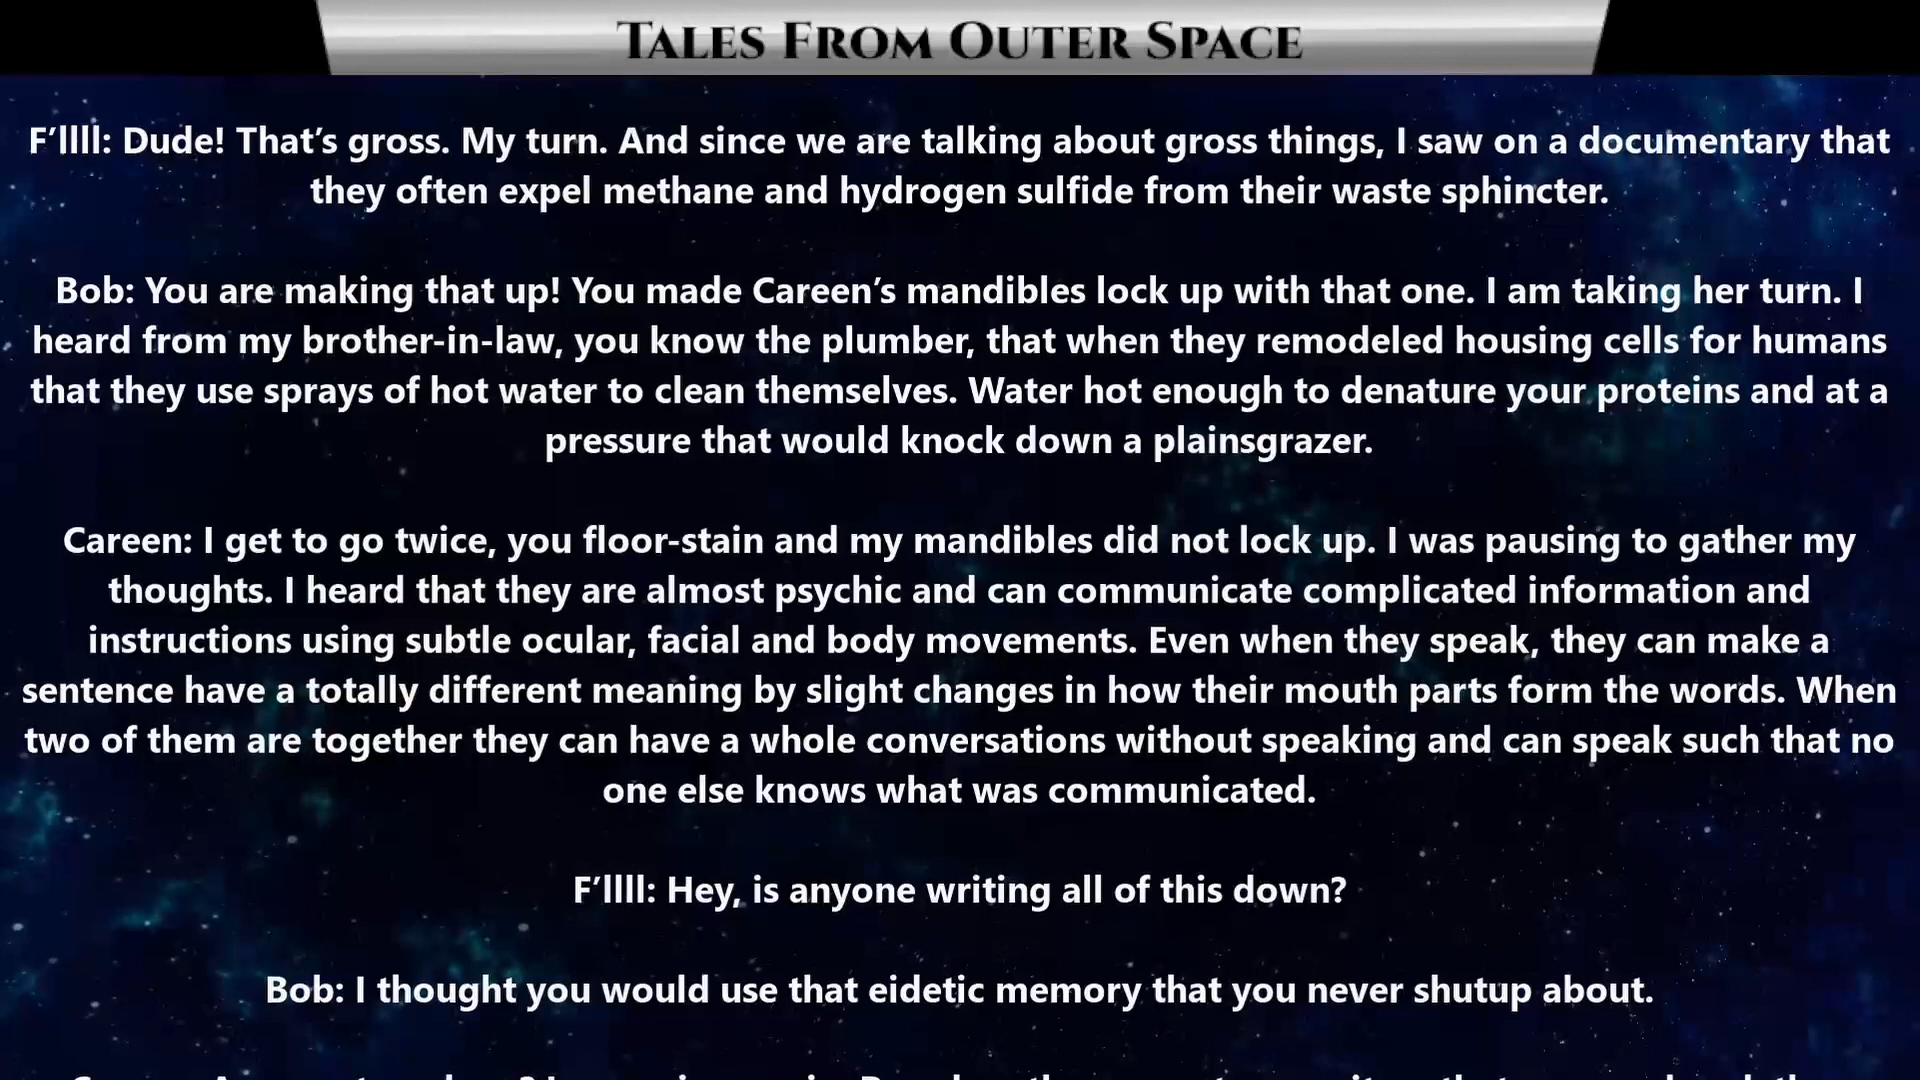 Tales From Outer Space
F’llll: Dude! That’s gross. My turn. And since we are talking about gross things, I saw on a documentary that
they often expel methane and hydrogen sulfide from their waste sphincter.
Bob: You are making that up! You made Careen’s mandibles lock up with that one. I am taking her turn. I
heard from my brother-in-law, you know the plumber, that when they remodeled housing cells for humans
that they use sprays of hot water to clean themselves. Water hot enough to denature your proteins and at a
pressure that would knock down a plainsgrazer.
Careen: I get to go twice, you floor-stain and my mandibles did not lock up. I was pausing to gather my
thoughts. I heard that they are almost psychic and can communicate complicated information and
instructions using subtle ocular, facial and body movements. Even when they speak, they can make a
sentence have a totally different meaning by slight changes in how their mouth parts form the words. When
two of them are together they can have a whole conversations without speaking and can speak such that no
one else knows what was communicated.
F’llll: Hey, is anyone writing all of this down?
Bob: I thought you would use that eidetic memory that you never shutup about.